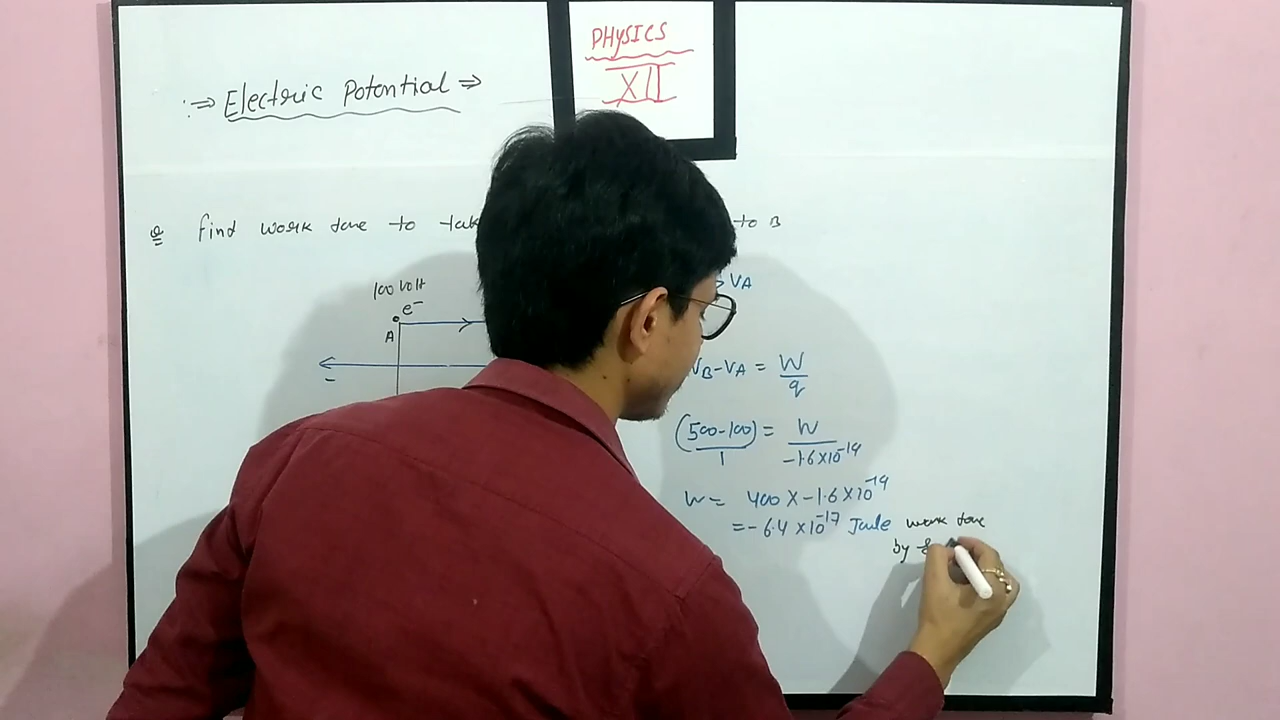 PHYSICS
XII
⇒ Electric Potential ⇒
Q Find work done to to B
100 volt
e⁻
A
> VA
VB-VA = W/q
(500-100)/1 = W/-1.6×10⁻¹⁹
W = 400 × -1.6×10⁻¹⁹
= -6.4 ×10⁻¹⁷ Joule work done
by